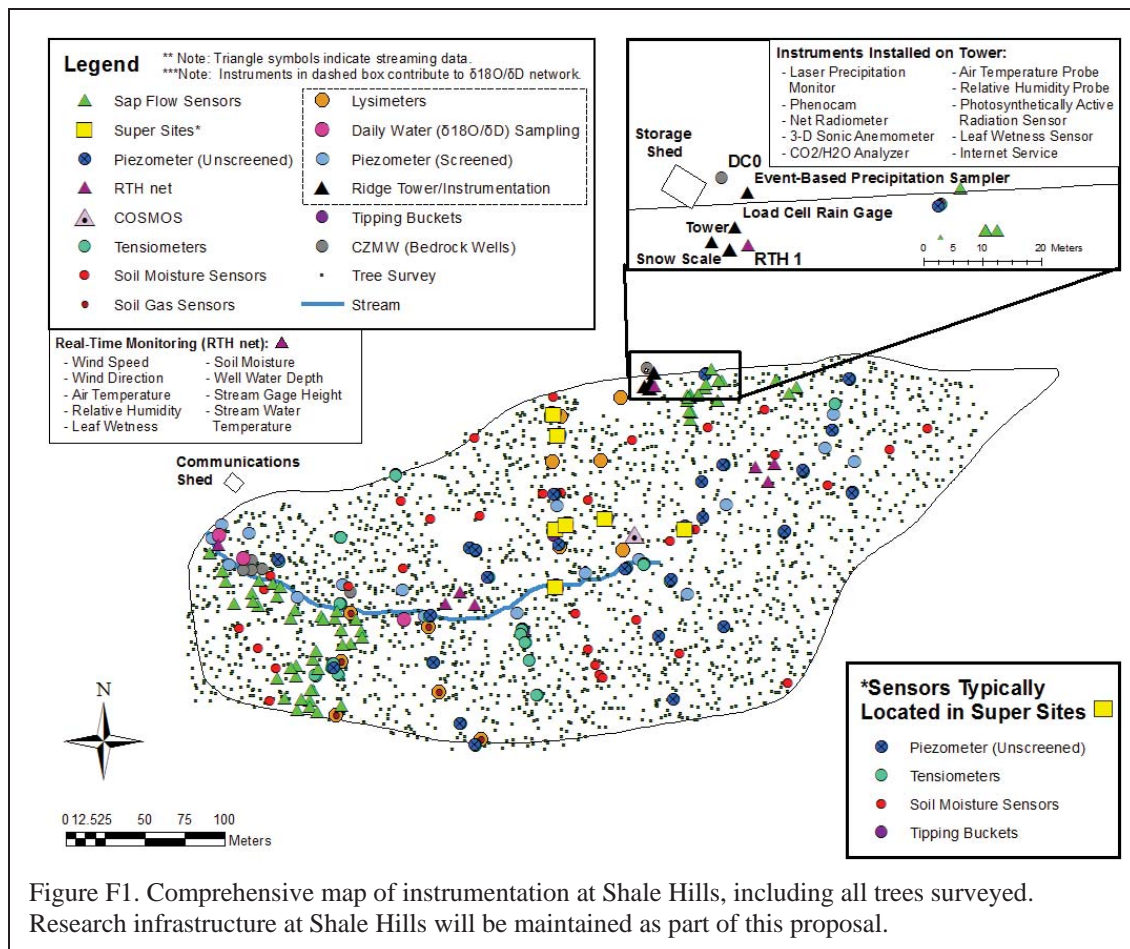 Legend
** Note: Triangle symbols indicate streaming data.
***Note: Instruments in dashed box contribute to δ18O/δD network.
Sap Flow Sensors
Super Sites*
Piezometer (Unscreened)
RTH net
COSMOS
Tensiometers
Soil Moisture Sensors
Soil Gas Sensors
Lysimeters
Daily Water (δ18O/δD) Sampling
Piezometer (Screened)
Ridge Tower/Instrumentation
Tipping Buckets
CZMW (Bedrock Wells)
Tree Survey
Stream
Real-Time Monitoring (RTH net):
- Wind Speed
- Wind Direction
- Air Temperature
- Relative Humidity
- Leaf Wetness
- Soil Moisture
- Well Water Depth
- Stream Gage Height
- Stream Water
Temperature
Instruments Installed on Tower:
- Laser Precipitation
Monitor
- Phenocam
- Net Radiometer
- 3-D Sonic Anemometer
- CO2/H2O Analyzer
- Air Temperature Probe
- Relative Humidity Probe
- Photosynthetically Active
Radiation Sensor
- Leaf Wetness Sensor
- Internet Service
Storage
Shed
DC0
Event-Based Precipitation Sampler
Load Cell Rain Gage
Tower
Snow Scale
RTH 1
0 5 10 20
Meters
Communications
Shed
N
0 12.525 50 75 100
Meters
*Sensors Typically
Located in Super Sites
Piezometer (Unscreened)
Tensiometers
Soil Moisture Sensors
Tipping Buckets
Figure F1. Comprehensive map of instrumentation at Shale Hills, including all trees surveyed.
Research infrastructure at Shale Hills will be maintained as part of this proposal.